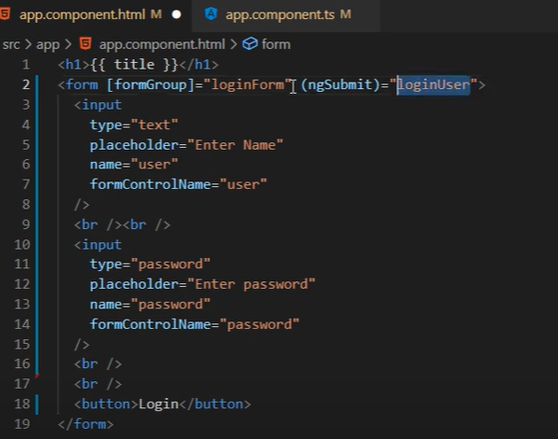 app.component.html M app.component.ts M
src > app > app.component.html > form
1 <h1>{{ title }}</h1>
2 <form [formGroup]="loginForm" (ngSubmit)="loginUser">
3 <input
4 type="text"
5 placeholder="Enter Name"
6 name="user"
7 formControlName="user"
8 />
9 <br /><br />
10 <input
11 type="password"
12 placeholder="Enter password"
13 name="password"
14 formControlName="password"
15 />
16 <br />
17 <br />
18 <button>Login</button>
19 </form>